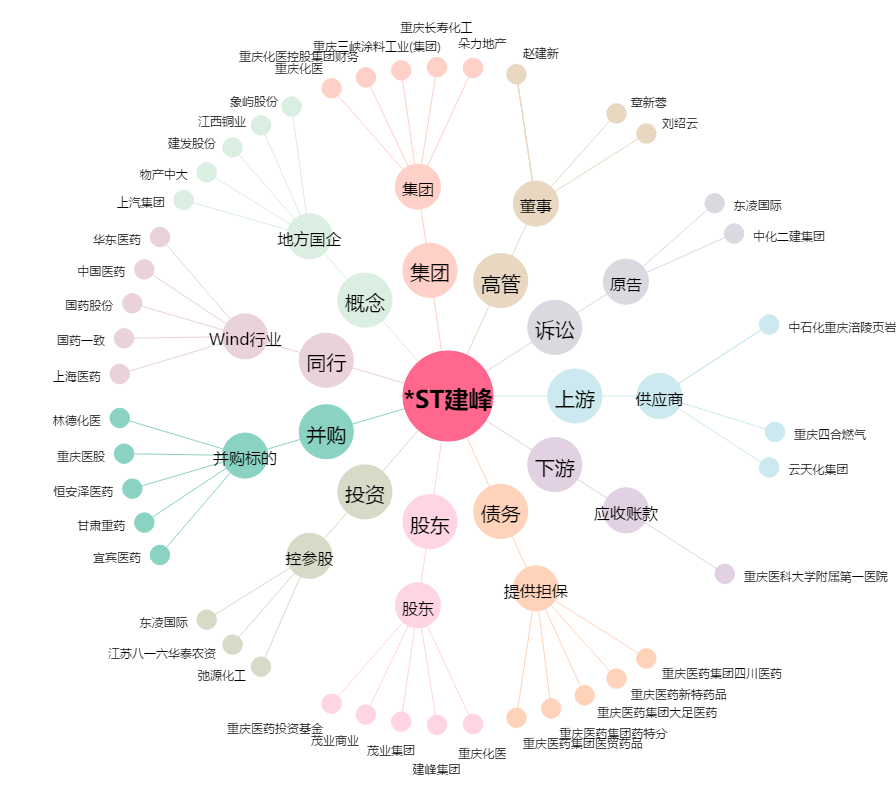 重庆长寿化工
重庆三峡涂料工业(集团)
朵力地产
重庆化医控股集团财务
重庆化医
赵建新
象屿股份
章新蓉
江西铜业
刘绍云
建发股份
物产中大
集团
上汽集团
董事
东凌国际
华东医药
地方国企
中化二建集团
中国医药
集团
高管
原告
国药股份
概念
诉讼
中石化重庆涪陵页岩
国药一致
Wind行业
同行
上海医药
*ST建峰
上游
供应商
林德化医
并购
重庆四合燃气
重庆医股
并购标的
下游
云天化集团
恒安泽医药
投资
应收账款
甘肃重药
股东
债务
宜宾医药
控参股
重庆医科大学附属第一医院
提供担保
股东
东凌国际
江苏八一六华泰农资
弛源化工
重庆医药集团四川医药
重庆医药新特药品
重庆医药集团大足医药
重庆医药投资基金
重庆医药集团药特分
茂业商业
重庆医药集团医贸药品
茂业集团
重庆化医
建峰集团